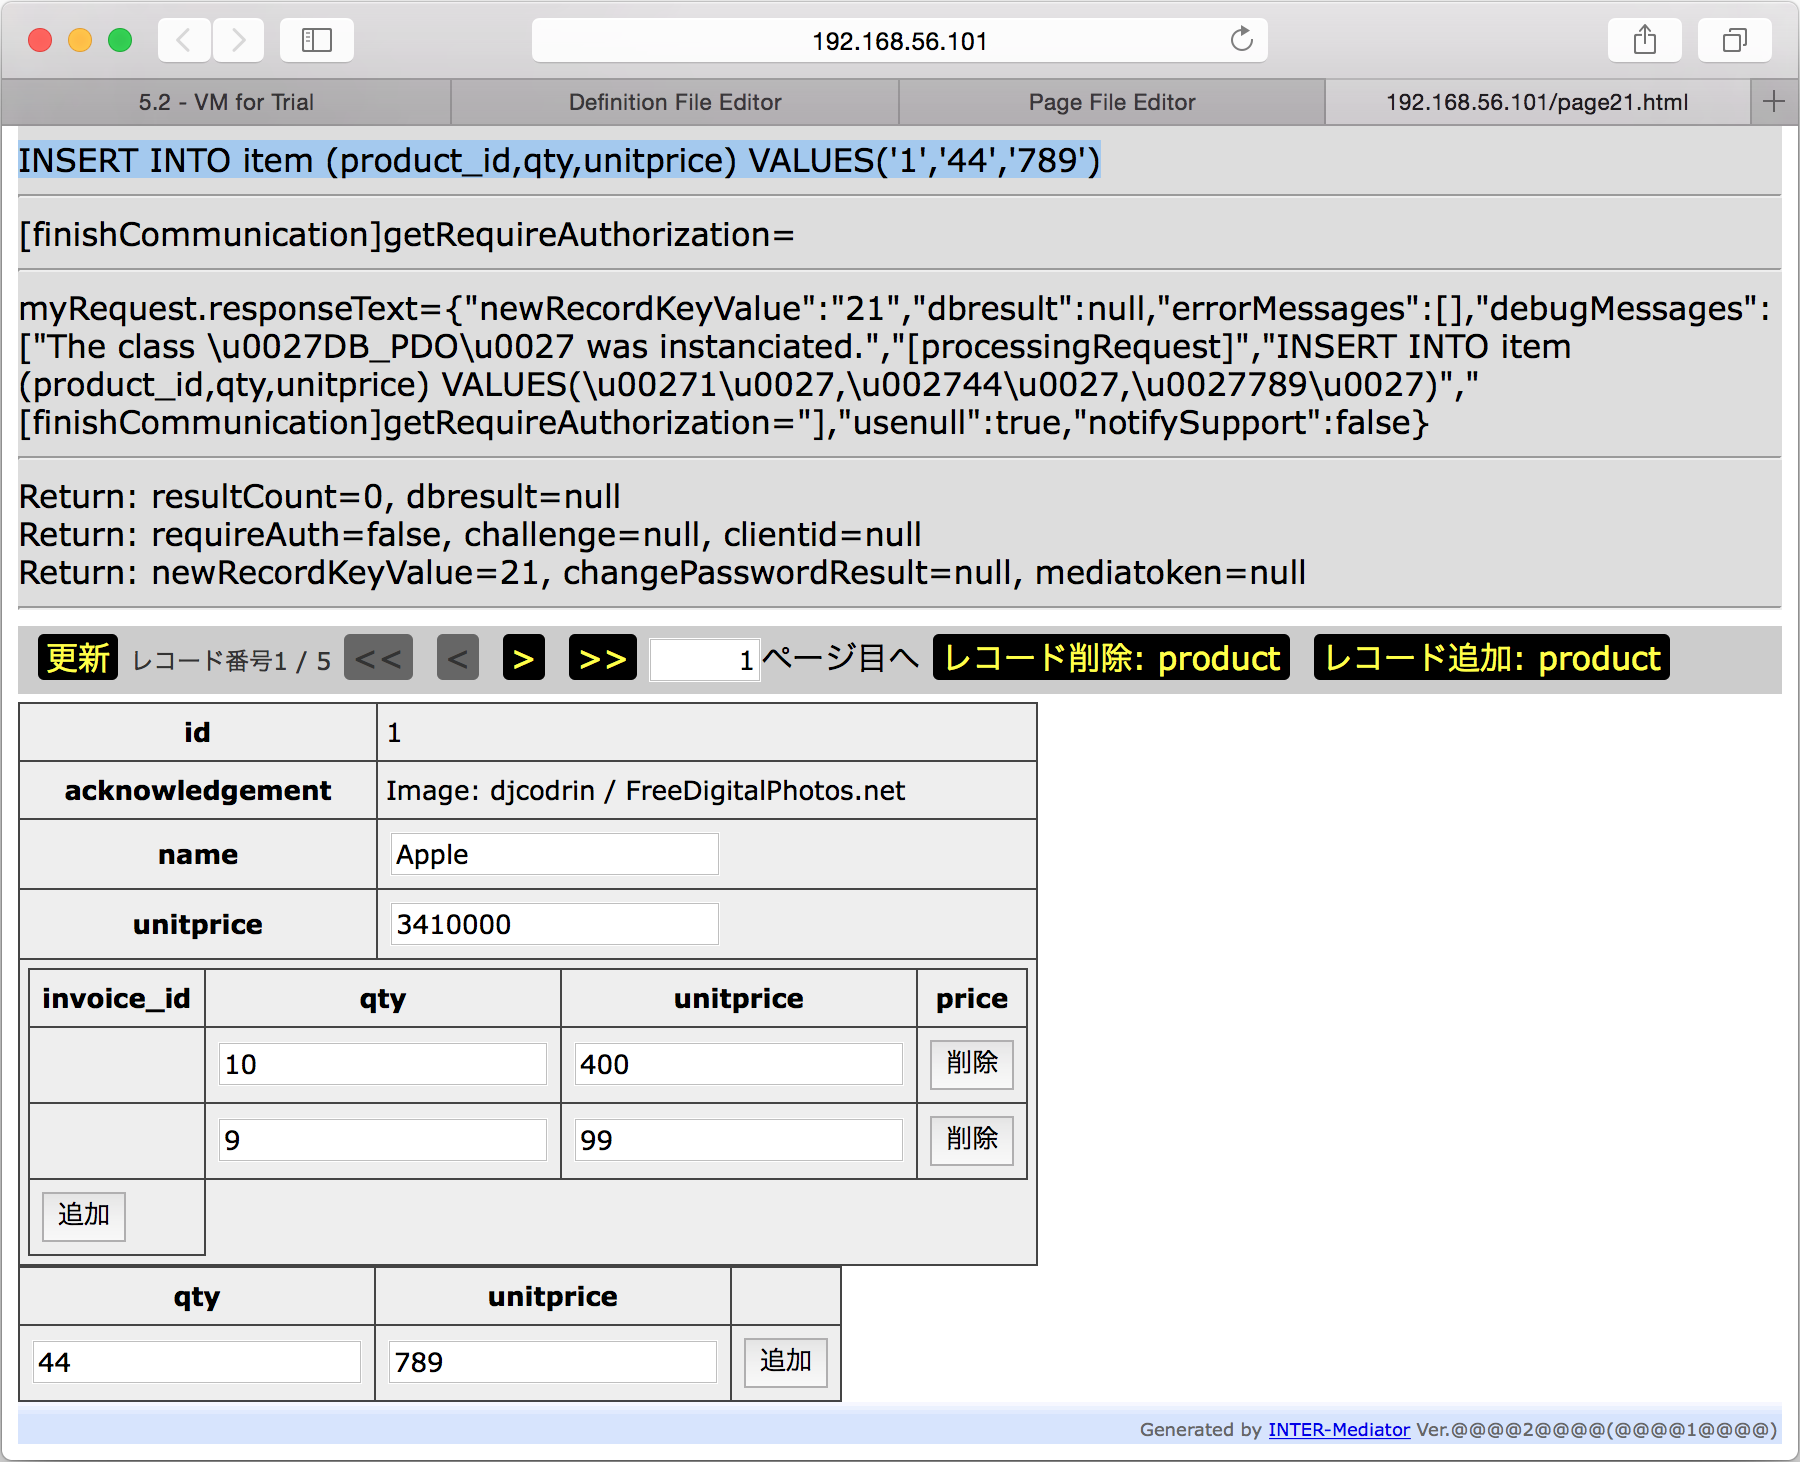 192.168.56.101
5.2 - VM for Trial
Definition File Editor
Page File Editor
192.168.56.101/page21.html
INSERT INTO item (product_id,qty,unitprice) VALUES('1','44','789')
[finishCommunication]getRequireAuthorization=
myRequest.responseText={"newRecordKeyValue":"21","dbresult":null,"errorMessages":[],"debugMessages":
["The class \u0027DB_PDO\u0027 was instanciated.","[processingRequest]","INSERT INTO item
(product_id,qty,unitprice) VALUES(\u00271\u0027,\u002744\u0027,\u0027789\u0027)","
[finishCommunication]getRequireAuthorization="],"usenull":true,"notifySupport":false}
Return: resultCount=0, dbresult=null
Return: requireAuth=false, challenge=null, clientid=null
Return: newRecordKeyValue=21, changePasswordResult=null, mediatoken=null
更新 レコード番号1 / 5 << < > >> 1 ページ目へ レコード削除: product レコード追加: product
id 1
acknowledgement Image: djcodrin / FreeDigitalPhotos.net
name Apple
unitprice 3410000
invoice_id qty unitprice price
10 400 削除
9 99 削除
追加
qty unitprice
44 789 追加
Generated by INTER-Mediator Ver.@@@@2@@@@(@@@@1@@@@)